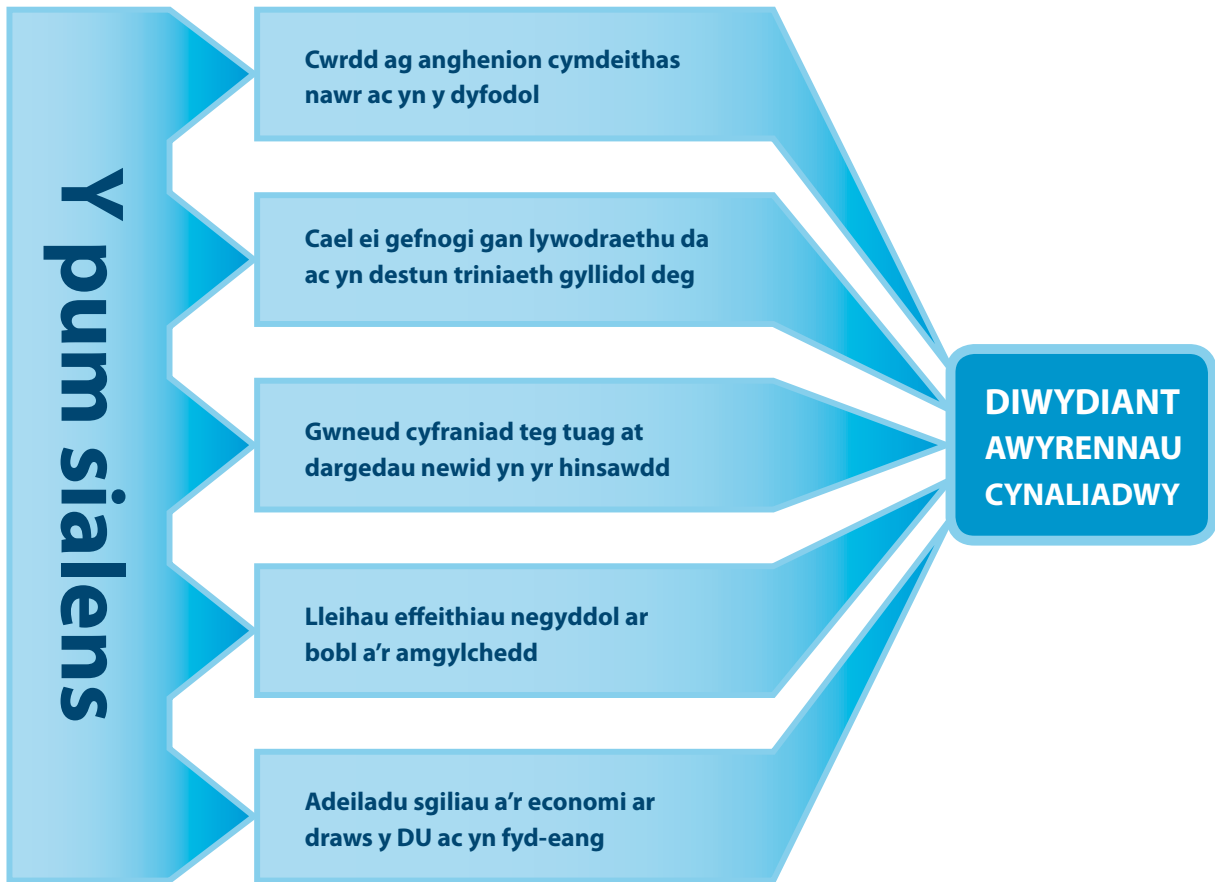 Y pum sialens
Cwrdd ag anghenion cymdeithas
nawr ac yn y dyfodol
Cael ei gefnogi gan lywodraethu da
ac yn destun triniaeth gyllidol deg
Gwneud cyfraniad teg tuag at
dargedau newid yn yr hinsawdd
Lleihau effeithiau negyddol ar
bobl a’r amgylchedd
Adeiladu sgiliau a’r economi ar
draws y DU ac yn fyd-eang
DIWYDIANT
AWYRENNAU
CYNALIADWY